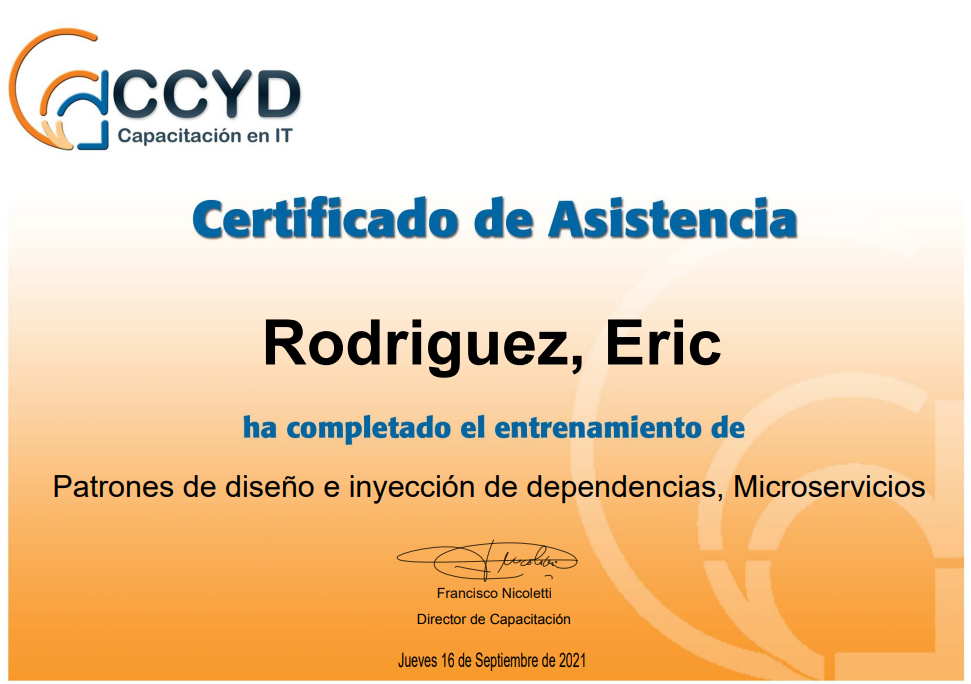 CCYD
Capacitación en IT
Certificado de Asistencia
Rodriguez, Eric
ha completado el entrenamiento de
Patrones de diseño e inyección de dependencias, Microservicios
Francisco Nicoletti
Director de Capacitación
Jueves 16 de Septiembre de 2021